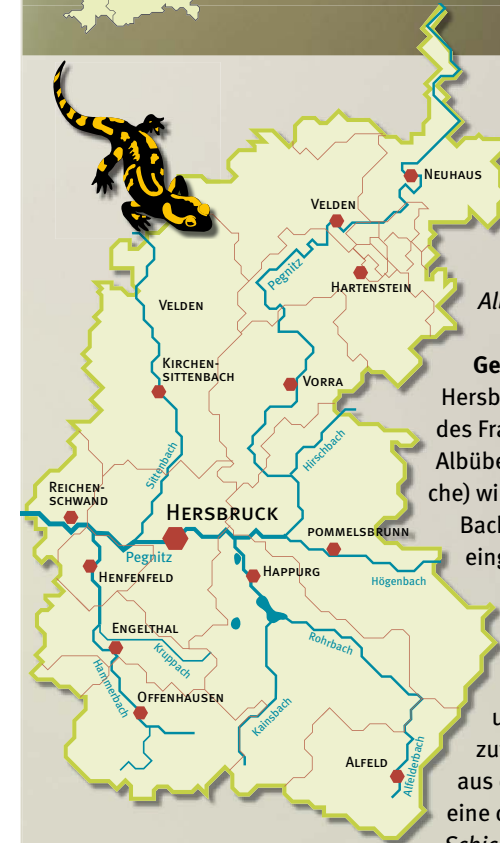 Neuhaus
Velden
Pegnitz
Hartenstein
Velden
Kirchen-
sittenbach
Vorra
Hirschbach
Sittenbach
Reichen-
schwand
Hersbruck
Pegnitz
Pommelsbrunn
Högenbach
Henfenfeld
Happurg
Engelthal
Kruppach
Rohrbach
Hammerbach
Offenhausen
Kainsbach
Alfeld
Alfelderbach
Ge
Hersb
des Fra
Albübe
che) wi
Bach
eing
zu
aus
eine d